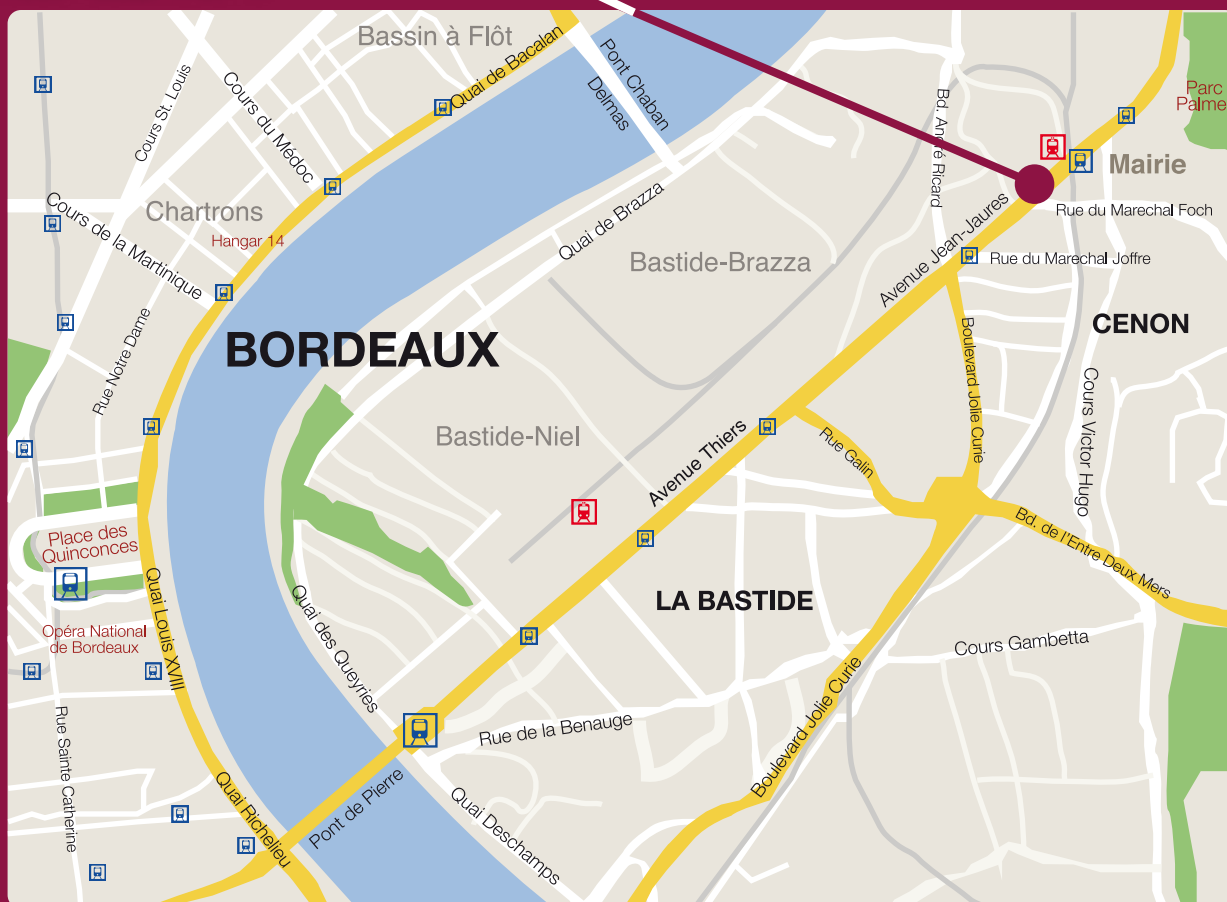 Bassin à Flôt
Quai de Bacalan
Pont Chaban
Delmas
Cours St. Louis
Cours du Médoc
Bd. André Ricard
Parc
Palme
Mairie
Chartrons
Hangar 14
Cours de la Martinique
Quai de Brazza
Bastide-Brazza
Avenue Jean-Jaures
Rue du Marechal Foch
Rue du Marechal Joffre
BORDEAUX
CENON
Rue Notre Dame
Boulevard Jolie Curie
Cours Victor Hugo
Bastide-Niel
Avenue Thiers
Rue Galin
Place des
Quinconces
Bd. de l'Entre Deux Mers
Quai Louis XVIII
Quai des Queyries
LA BASTIDE
Opéra National
de Bordeaux
Cours Gambetta
Rue Sainte Catherine
Rue de la Benauge
Boulevard Jolie Curie
Quai Richelieu
Pont de Pierre
Quai Deschamps